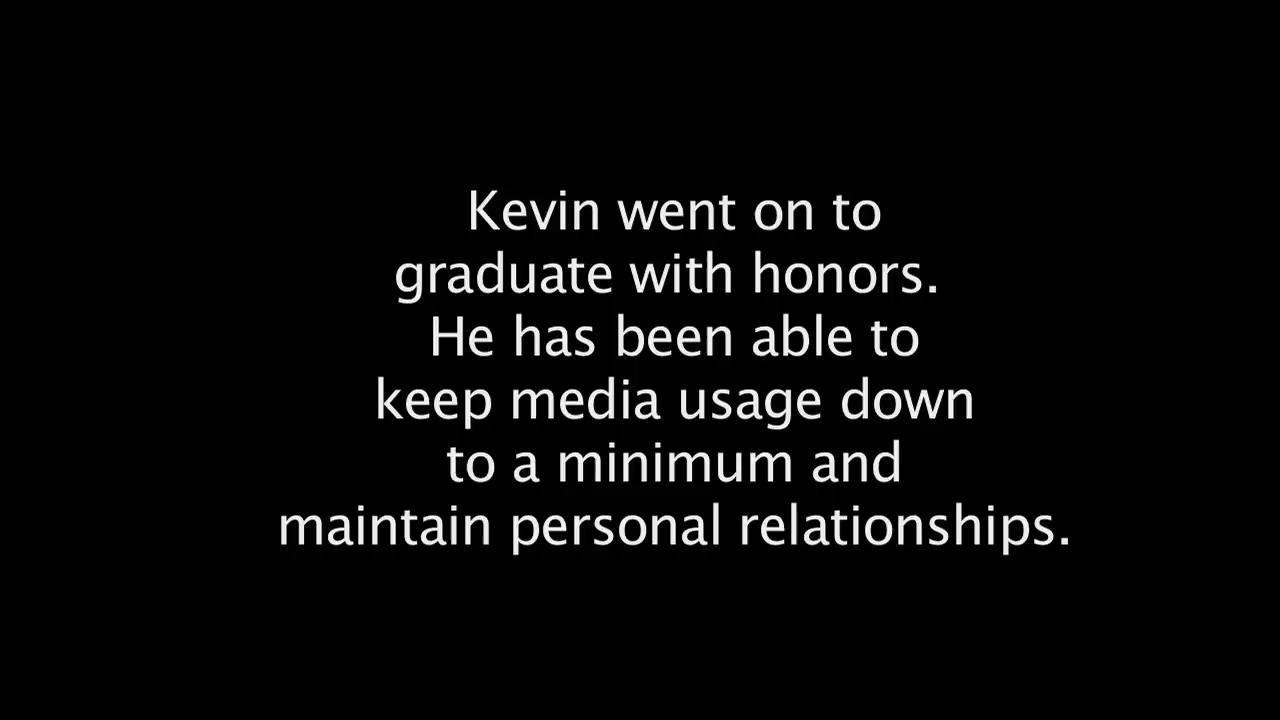 Kevin went on to
graduate with honors.
He has been able to
keep media usage down
to a minimum and
maintain personal relationships.